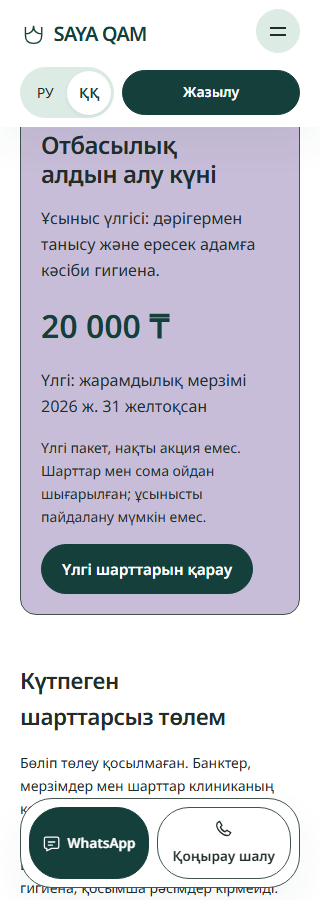 SAYA QAM
РУ
ҚҚ
Жазылу
Отбасылық
алдын алу күні
Ұсыныс үлгісі: дәрігермен
танысу және ересек адамға
кәсіби гигиена.
20 000 ₸
Үлгі: жарамдылық мерзімі
2026 ж. 31 желтоқсан
Үлгі пакет, нақты акция емес.
Шарттар мен сома ойдан
шығарылған; ұсынысты
пайдалану мүмкін емес.
Үлгі шарттарын қарау
Күтпеген
шарттарсыз төлем
Бөліп төлеу қосылмаған. Банктер,
мерзімдер мен шарттар клиниканың
WhatsApp
Қоңырау шалу
гигиена, қосымша рәсімдер кірмейді.